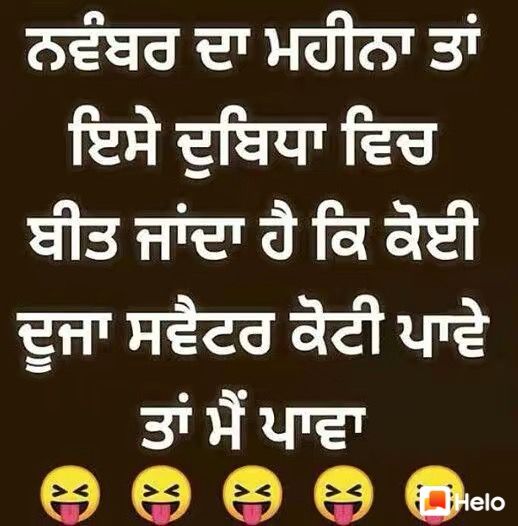 ਨਵੰਬਰ ਦਾ ਮਹੀਨਾ ਤਾਂ
ਇਸੇ ਦੁਬਿਧਾ ਵਿਚ
ਬੀਤ ਜਾਂਦਾ ਹੈ ਕਿ ਕੋਈ
ਦੂਜਾ ਸਵੈਟਰ ਕੋਟੀ ਪਾਵੇ
ਤਾਂ ਮੈਂ ਪਾਵਾ
😝 😝 😝 😝 😝
Helo